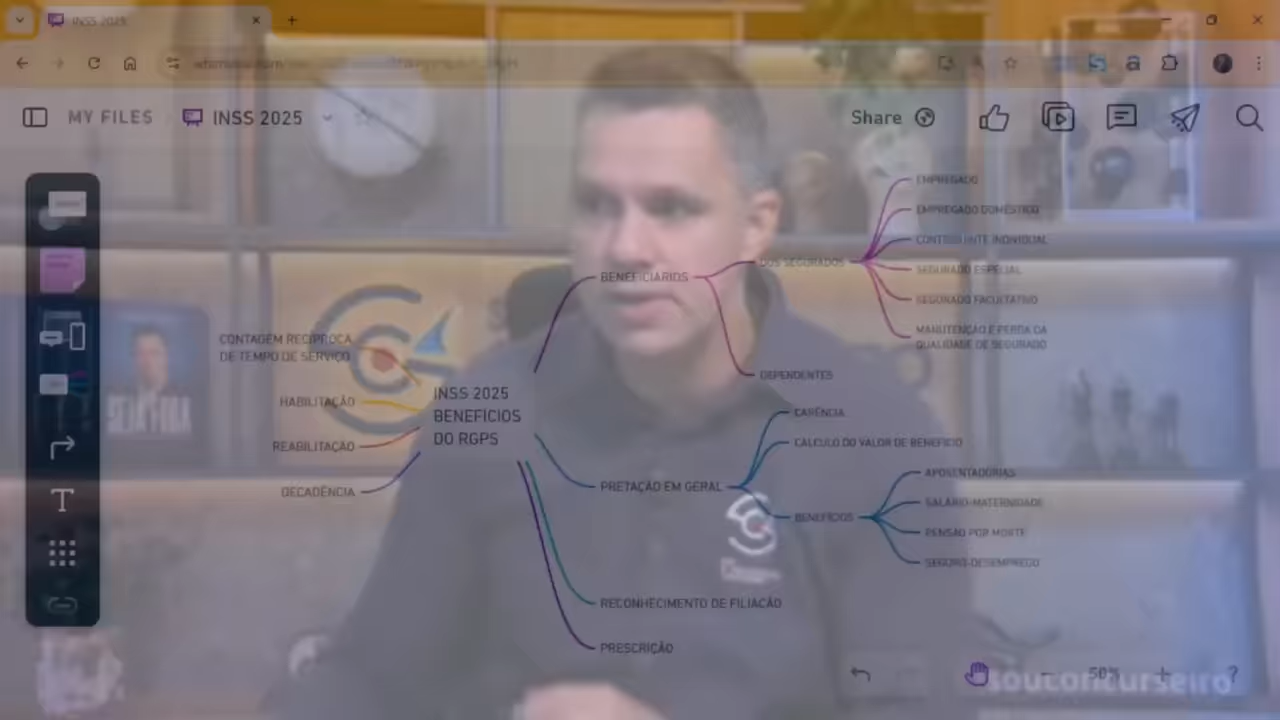 INSS 2025
MY FILES
INSS 2025
Share
EMPREGADO
EMPREGADO DOMÉSTICO
CONTRIBUINTE INDIVIDUAL
SEGURADO ESPECIAL
SEGURADO FACULTATIVO
MANUTENÇÃO E PERDA DA
QUALIDADE DE SEGURADO
DOS SEGURADOS
BENEFICIÁRIOS
DEPENDENTES
CONTAGEM RECÍPROCA
DE TEMPO DE SERVIÇO
HABILITAÇÃO
REABILITAÇÃO
DECADÊNCIA
INSS 2025
BENEFÍCIOS
DO RGPS
CARÊNCIA
CÁLCULO DO VALOR DE BENEFÍCIO
PRETAÇÃO EM GERAL
BENEFÍCIOS
APOSENTADORIAS
SALÁRIO-MATERNIDADE
PENSÃO POR MORTE
SEGURO-DESEMPREGO
RECONHECIMENTO DE FILIAÇÃO
PRESCRIÇÃO
T
50%
?
souconcurseiro